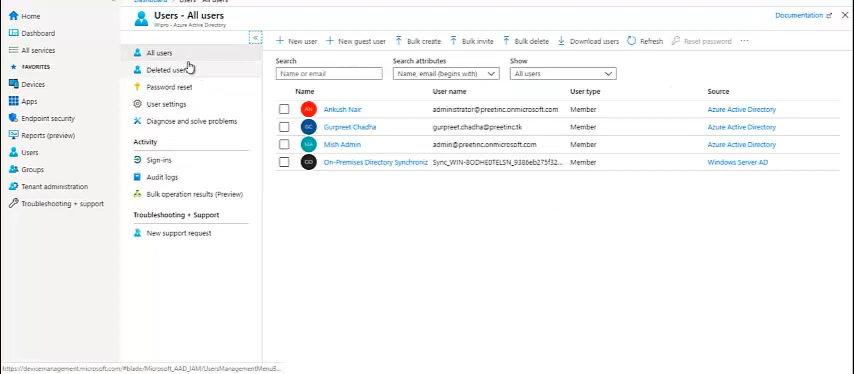 Dashboard > Users - All users
Users - All users
Wipro - Azure Active Directory
Documentation
Home
Dashboard
All services
FAVORITES
Devices
Apps
Endpoint security
Reports (preview)
Users
Groups
Tenant administration
Troubleshooting + support
«
All users
Deleted users
Password reset
User settings
Diagnose and solve problems
Activity
Sign-ins
Audit logs
Bulk operation results (Preview)
Troubleshooting + Support
New support request
+ New user + New guest user Bulk create Bulk invite Bulk delete Download users Refresh Reset password ...
Search Search attributes Show
Name or email Name, email (begins with) All users
Name User name User type Source
AN Ankush Nair administrator@preetinc.onmicrosoft.com Member Azure Active Directory
GC Gurpreet Chadha gurpreet.chadha@preetinc.tk Member Azure Active Directory
MA Mish Admin admin@preetinc.onmicrosoft.com Member Azure Active Directory
OD On-Premises Directory Synchroniz Member Windows Server AD
https://devicemanagement.microsoft.com/#blade/Microsoft_AAD_IAM/UsersManagementMenuB...